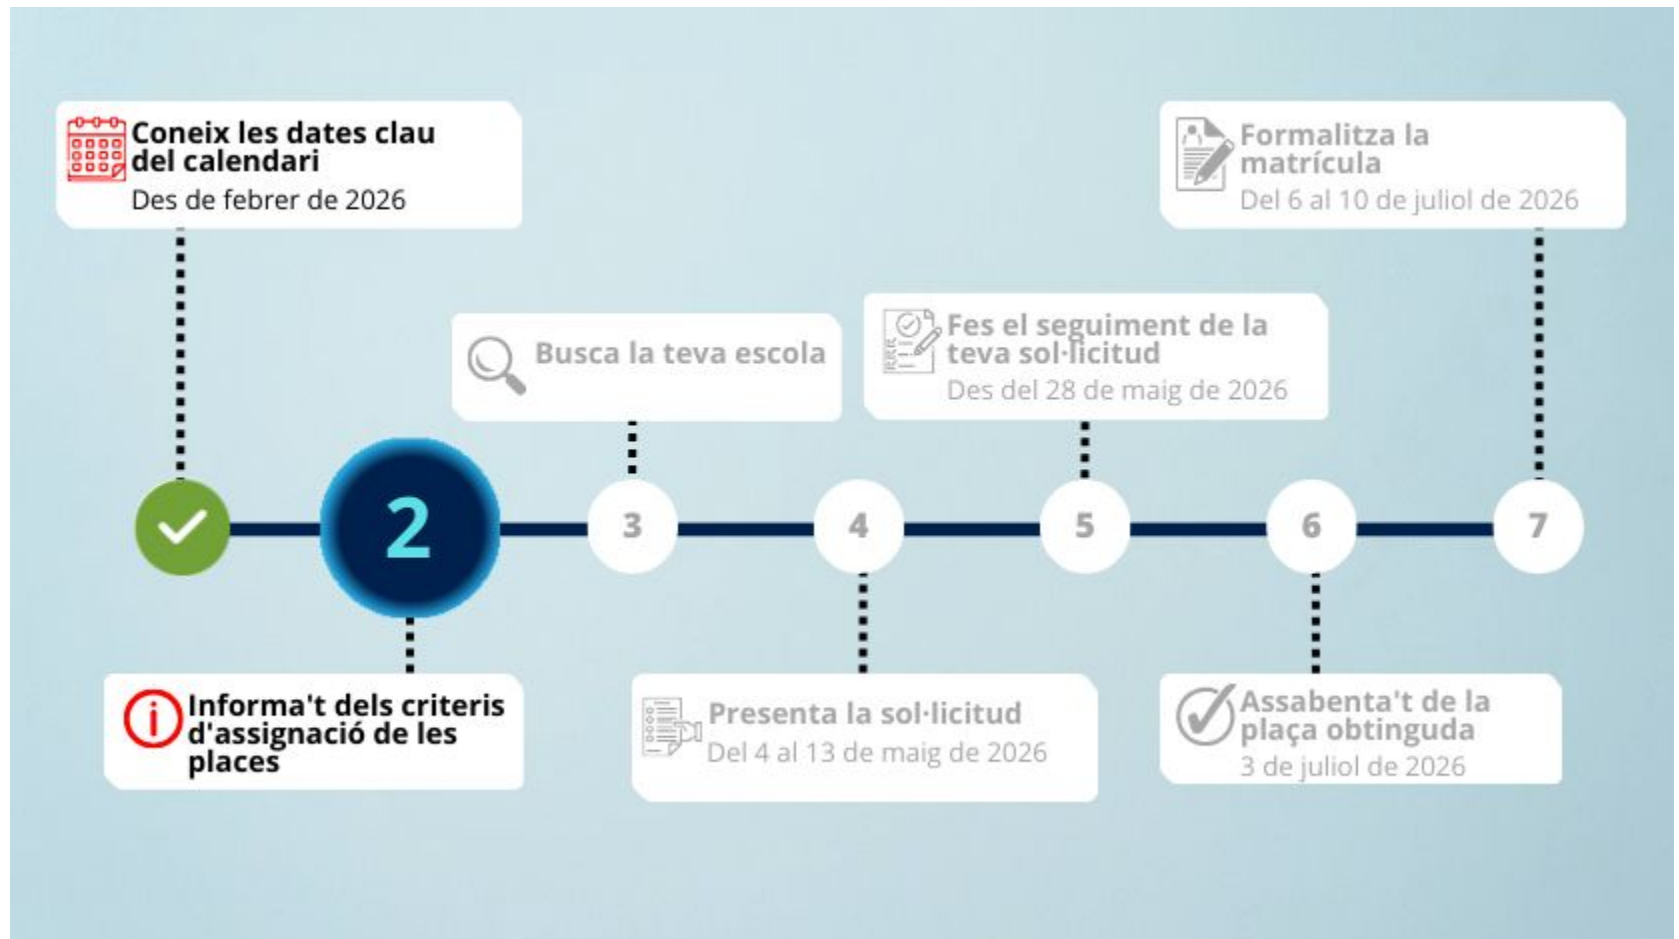 Coneix les dates clau
del calendari
Des de febrer de 2026
Formalitza la
matrícula
Del 6 al 10 de juliol de 2026
Busca la teva escola
Fes el seguiment de la
teva sol·licitud
Des del 28 de maig de 2026
2
3
4
5
6
7
Informa't dels criteris
d'assignació de les
places
Presenta la sol·licitud
Del 4 al 13 de maig de 2026
Assabenta't de la
plaça obtinguda
3 de juliol de 2026